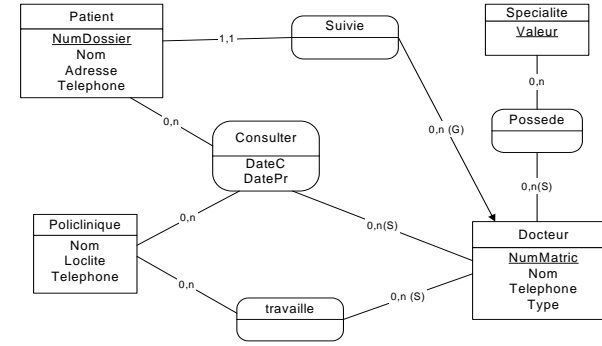 Patient
NumDossier
Nom
Adresse
Telephone
1,1
Suivie
Specialite
Valeur
0,n
Possede
0,n (G)
0,n
Consulter
DateC
DatePr
0,n(S)
Policlinique
Nom
Loclite
Telephone
0,n
0,n(S)
Docteur
NumMatric
Nom
Telephone
Type
0,n
travaille
0,n (S)